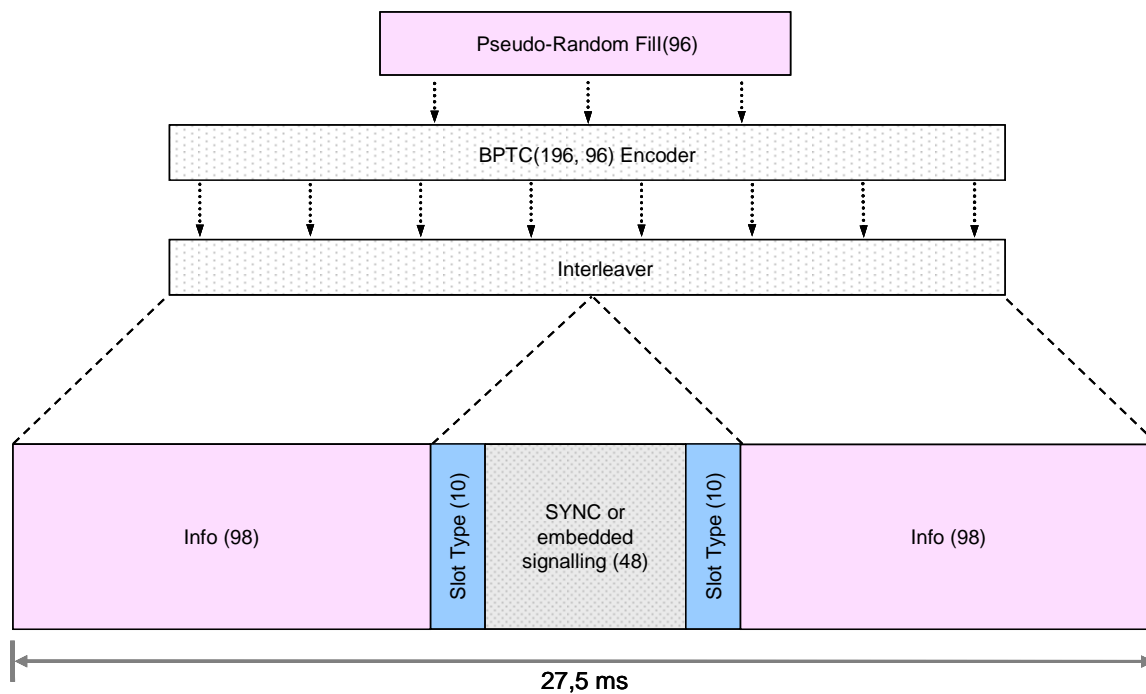 Pseudo-Random Fill(96)
BPTC(196, 96) Encoder
Interleaver
Info (98)
Slot Type (10)
SYNC or
embedded
signalling (48)
Slot Type (10)
Info (98)
27,5 ms